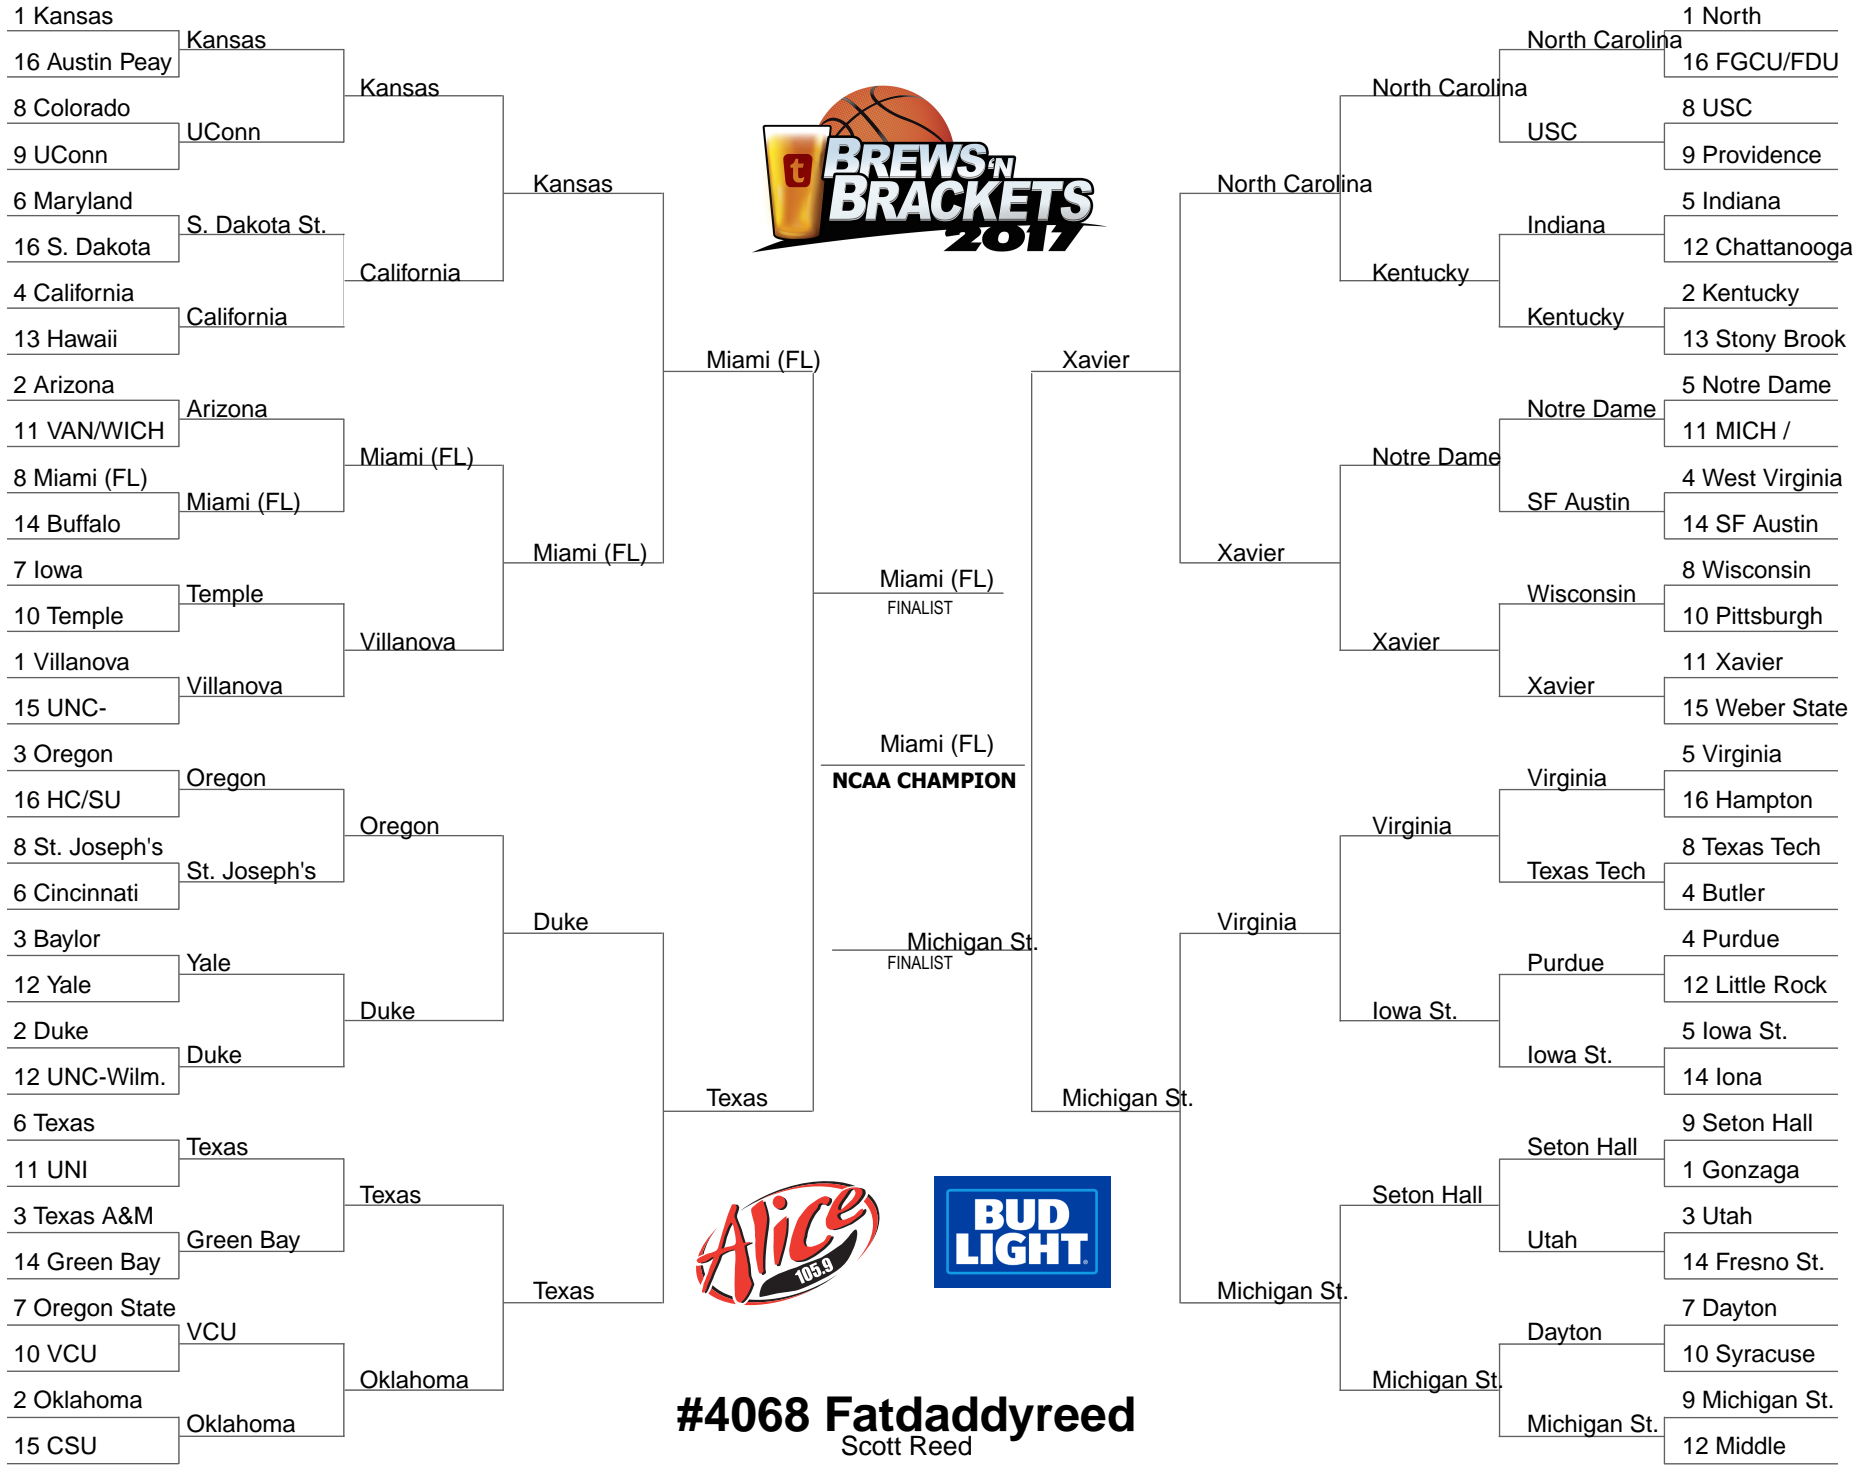 1 Kansas
16 Austin Peay
8 Colorado
9 UConn
6 Maryland
16 S. Dakota
4 California
13 Hawaii
2 Arizona
11 VAN/WICH
8 Miami (FL)
14 Buffalo
7 Iowa
10 Temple
1 Villanova
15 UNC-
3 Oregon
16 HC/SU
8 St. Joseph's
6 Cincinnati
3 Baylor
12 Yale
2 Duke
12 UNC-Wilm.
6 Texas
11 UNI
3 Texas A&M
14 Green Bay
7 Oregon State
10 VCU
2 Oklahoma
15 CSU
Kansas
UConn
S. Dakota St.
California
Arizona
Miami (FL)
Temple
Villanova
Oregon
St. Joseph's
Yale
Duke
Texas
Green Bay
VCU
Oklahoma
Kansas
California
Miami (FL)
Villanova
Oregon
Duke
Texas
Oklahoma
Kansas
Miami (FL)
Duke
Texas
Miami (FL)
Texas
t
BREWS 'N
BRACKETS
2017
Miami (FL)
FINALIST
Miami (FL)
NCAA CHAMPION
Michigan St.
FINALIST
Alice
105.9
BUD
LIGHT
#4068 Fatdaddyreed
Scott Reed
Xavier
Michigan St.
North Carolina
Xavier
Virginia
Michigan St.
North Carolina
Kentucky
Notre Dame
Xavier
Virginia
Iowa St.
Seton Hall
Michigan St.
North Carolina
USC
Indiana
Kentucky
Notre Dame
SF Austin
Wisconsin
Xavier
Virginia
Texas Tech
Purdue
Iowa St.
Seton Hall
Utah
Dayton
Michigan St.
1 North
16 FGCU/FDU
8 USC
9 Providence
5 Indiana
12 Chattanooga
2 Kentucky
13 Stony Brook
5 Notre Dame
11 MICH /
4 West Virginia
14 SF Austin
8 Wisconsin
10 Pittsburgh
11 Xavier
15 Weber State
5 Virginia
16 Hampton
8 Texas Tech
4 Butler
4 Purdue
12 Little Rock
5 Iowa St.
14 Iona
9 Seton Hall
1 Gonzaga
3 Utah
14 Fresno St.
7 Dayton
10 Syracuse
9 Michigan St.
12 Middle